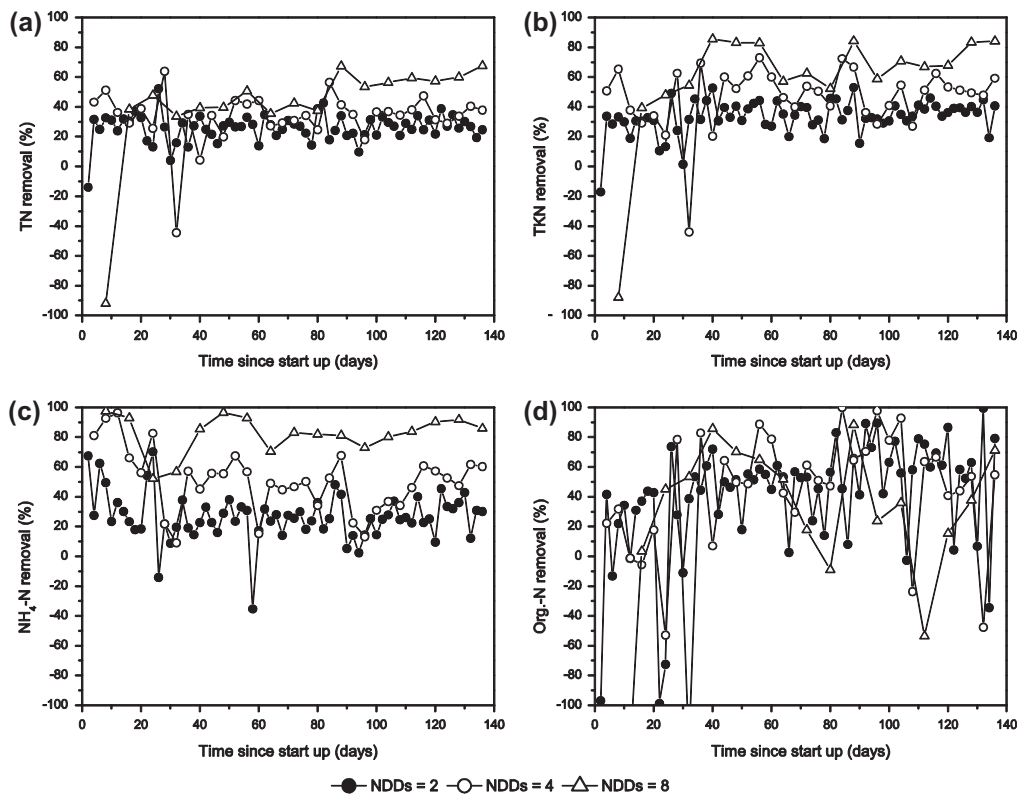 (a)
100
80
60
40
20
0
-20
-40
-60
-80
-100
TN removal (%)
0 20 40 60 80 100 120 140
Time since start up (days)
(b)
100
80
60
40
20
0
-20
-40
-60
-80
- 100
TKN removal (%)
0 20 40 60 80 100 120 140
Time since start up (days)
(c)
100
80
60
40
20
0
-20
-40
-60
-80
-100
NH₄-N removal (%)
0 20 40 60 80 100 120 140
Time since start up (days)
(d)
100
80
60
40
20
0
-20
-40
-60
-80
-100
Org.-N removal (%)
0 20 40 60 80 100 120 140
Time since start up (days)
NDDs = 2 NDDs = 4 NDDs = 8